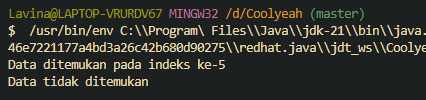 Lavina@LAPTOP-VRURDV67 MINGW32 /d/Coolyeah (master)
$  /usr/bin/env C:\\Program\ Files\\Java\\jdk-21\\bin\\java.
46e7221177a4bd3a26c42b680d90275\\redhat.java\\jdt_ws\\Coolye
Data ditemukan pada indeks ke-5
Data tidak ditemukan